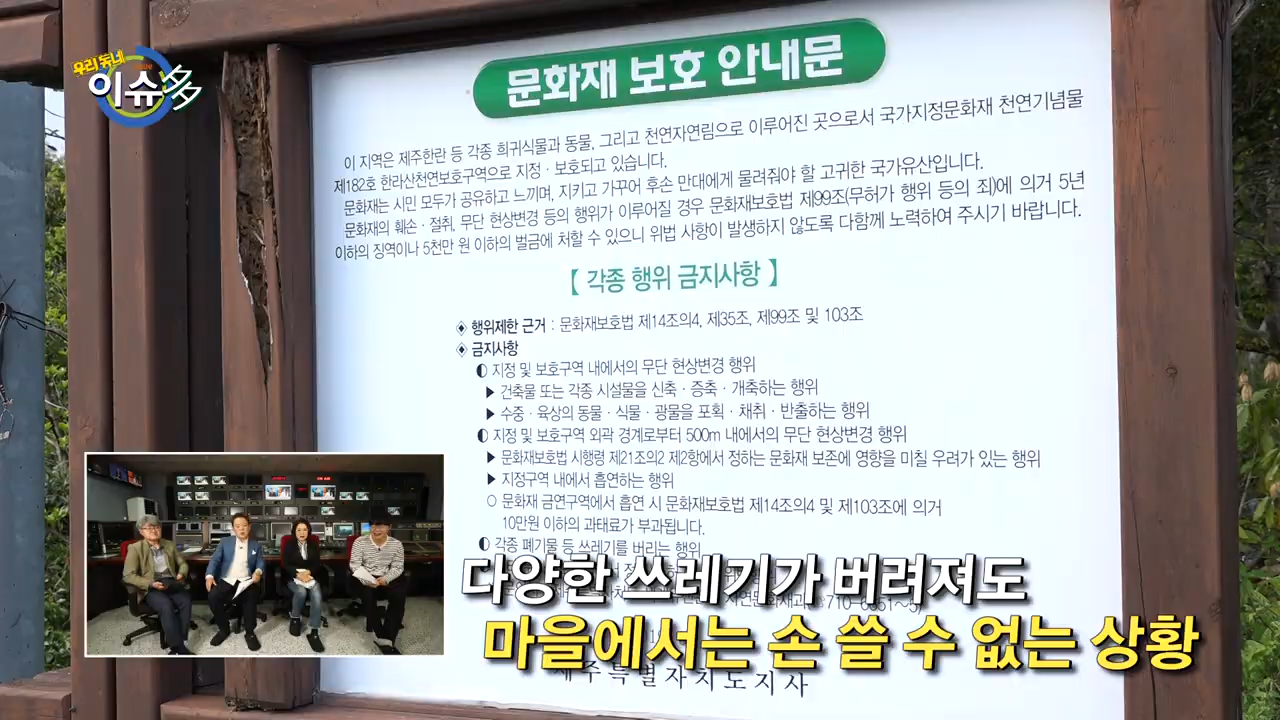 우리동네
이슈多
문화재 보호 안내문
이 지역은 제주한란 등 각종 희귀식물과 동물, 그리고 천연자연림으로 이루어진 곳으로서 국가지정문화재 천연기념물
제182호 한라산천연보호구역으로 지정·보호되고 있습니다.
문화재는 시민 모두가 공유하고 느끼며, 지키고 가꾸어 후손 만대에게 물려줘야 할 고귀한 국가유산입니다.
문화재의 훼손·절취, 무단 현상변경 등의 행위가 이루어질 경우 문화재보호법 제99조(무허가 행위 등의 죄)에 의거 5년
이하의 징역이나 5천만 원 이하의 벌금에 처할 수 있으니 위법 사항이 발생하지 않도록 다함께 노력하여 주시기 바랍니다.
【 각종 행위 금지사항 】
◈ 행위제한 근거 : 문화재보호법 제14조의4, 제35조, 제99조 및 103조
◈ 금지사항
◐ 지정 및 보호구역 내에서의 무단 현상변경 행위
▶ 건축물 또는 각종 시설물을 신축·증축·개축하는 행위
▶ 수중·육상의 동물·식물·광물을 포획·채취·반출하는 행위
◐ 지정 및 보호구역 외곽 경계로부터 500m 내에서의 무단 현상변경 행위
▶ 문화재보호법 시행령 제21조의2 제2항에서 정하는 문화재 보존에 영향을 미칠 우려가 있는 행위
▶ 지정구역 내에서 흡연하는 행위
○ 문화재 금연구역에서 흡연 시 문화재보호법 제14조의4 및 제103조에 의거
10만원 이하의 과태료가 부과됩니다.
◐ 각종 폐기물 등 쓰레기를 버리는 행위
다양한 쓰레기가 버려져도
마을에서는 손 쓸 수 없는 상황
제주특별자치도지사